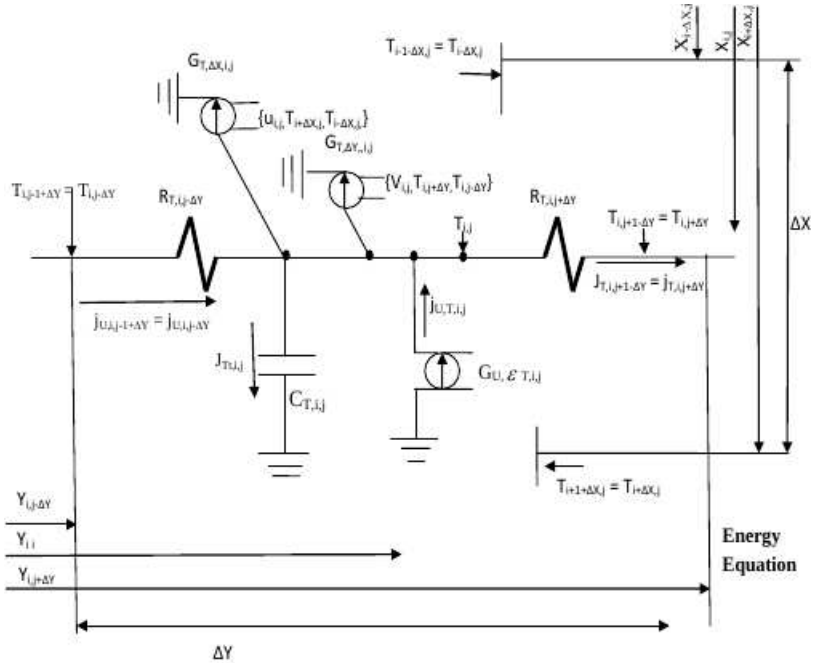 X_{i-ΔX,j}
X_{i,j}
X_{i+ΔX,j}
T_{i-1-ΔX,j} = T_{i-ΔX,j}
G_{T,ΔX,i,j}
{u_{i,j},T_{i+ΔX,j},T_{i-ΔX,j},}
G_{T,ΔY,,i,j}
{V_{i,j},T_{i,j+ΔY},T_{i,j-ΔY}}
T_{i,j-1+ΔY} = T_{i,j-ΔY}
R_{T,i,j-ΔY}
R_{T,i,j+ΔY}
T_{i,j}
T_{i,j+1-ΔY} = T_{i,j+ΔY}
ΔX
J_{T,i,j+1-ΔY} = j_{T,i,j+ΔY}
j_{U,i,j-1+ΔY} = j_{U,i,j-ΔY}
j_{U,T,i,j}
J_{Tt,i,j}
G_{U, ε T,i,j}
C_{T,i,j}
T_{i+1+ΔX,j} = T_{i+ΔX,j}
Y_{i,j-ΔY}
Y_{i j}
Y_{i,j+ΔY}
Energy
Equation
ΔY